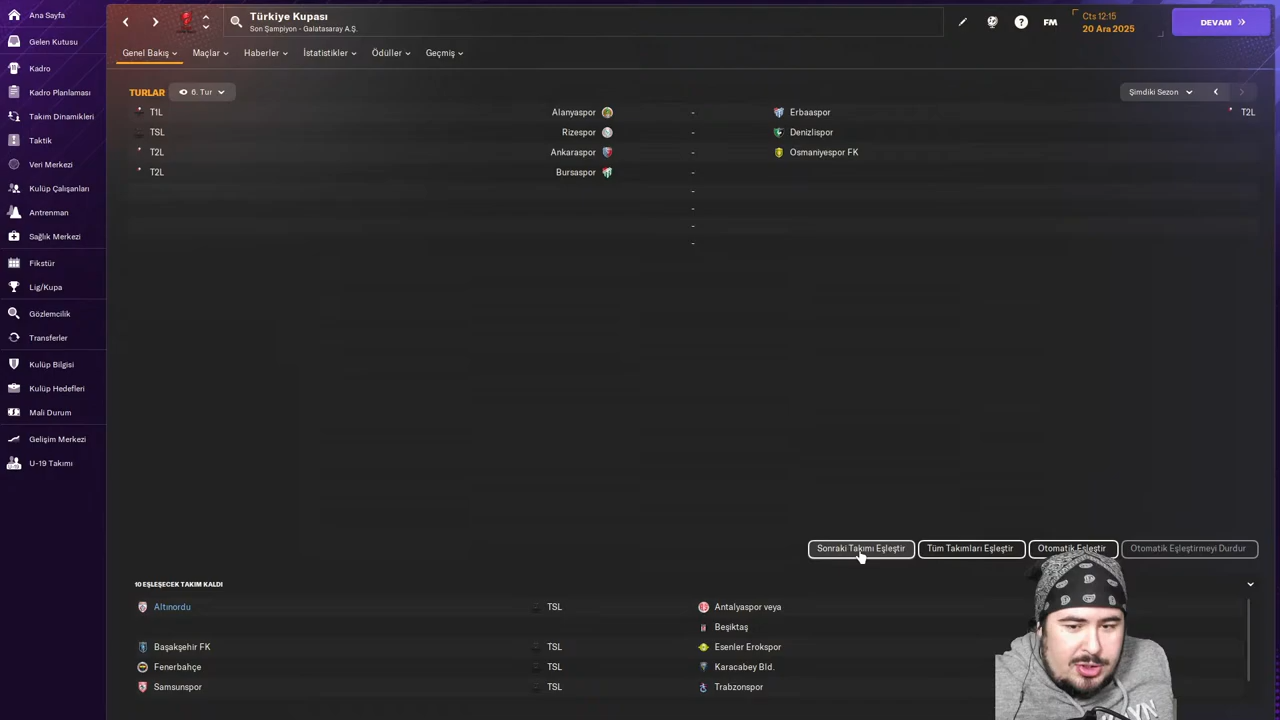 Ana Sayfa
Gelen Kutusu
Kadro
Kadro Planlaması
Takım Dinamikleri
Taktik
Veri Merkezi
Kulüp Çalışanları
Antrenman
Sağlık Merkezi
Fikstür
Lig/Kupa
Gözlemcilik
Transferler
Kulüp Bilgisi
Kulüp Hedefleri
Mali Durum
Gelişim Merkezi
U-19 Takımı
Türkiye Kupası
Son Şampiyon - Galatasaray A.Ş.
FM
Cts 12:15
20 Ara 2025
DEVAM
Genel Bakış Maçlar Haberler İstatistikler Ödüller Geçmiş
TURLAR 6. Tur Şimdiki Sezon
T1L Alanyaspor - Erbaaspor T2L
TSL Rizespor - Denizlispor
T2L Ankaraspor - Osmaniyespor FK
T2L Bursaspor -
-
-
-
-
Sonraki Takımı Eşleştir Tüm Takımları Eşleştir Otomatik Eşleştir Otomatik Eşleştirmeyi Durdur
10 EŞLEŞECEK TAKIM KALDI
Altınordu TSL Antalyaspor veya
Beşiktaş
Başakşehir FK TSL Esenler Erokspor
Fenerbahçe TSL Karacabey Bld.
Samsunspor TSL Trabzonspor